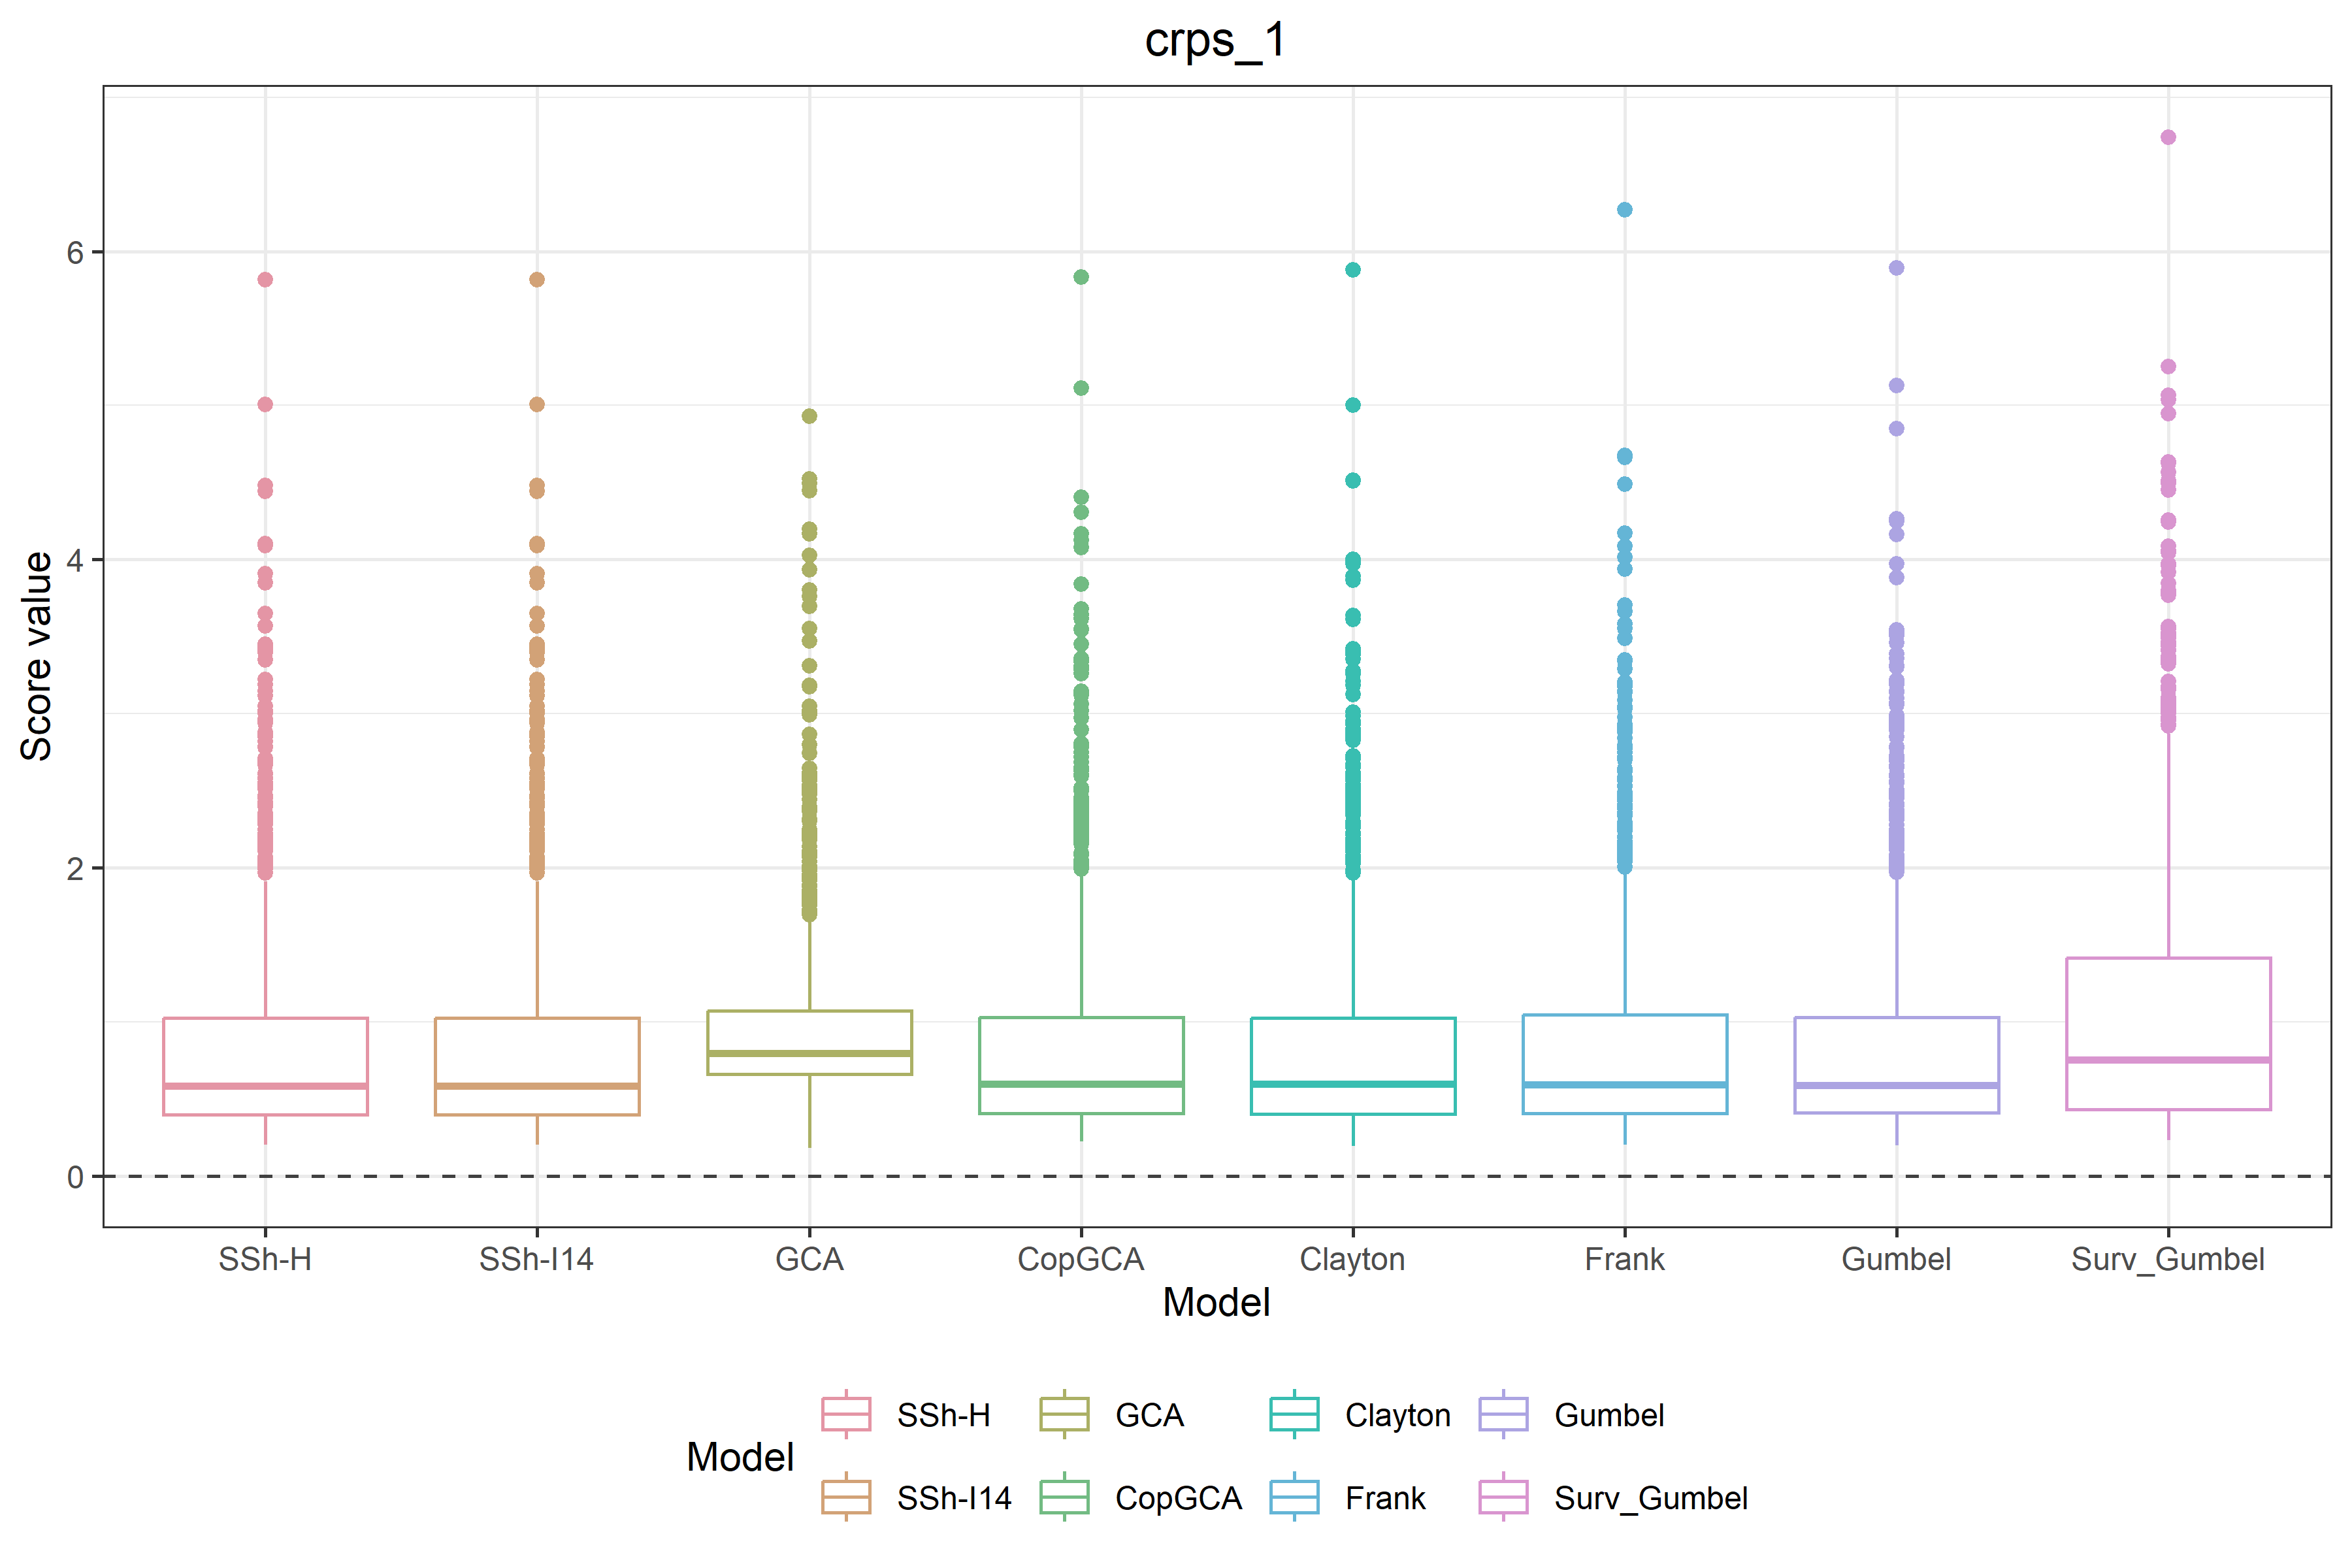 crps_1
Score value
6
4
2
0
SSh-H SSh-I14 GCA CopGCA Clayton Frank Gumbel Surv_Gumbel
Model
Model
SSh-H GCA Clayton Gumbel
SSh-I14 CopGCA Frank Surv_Gumbel